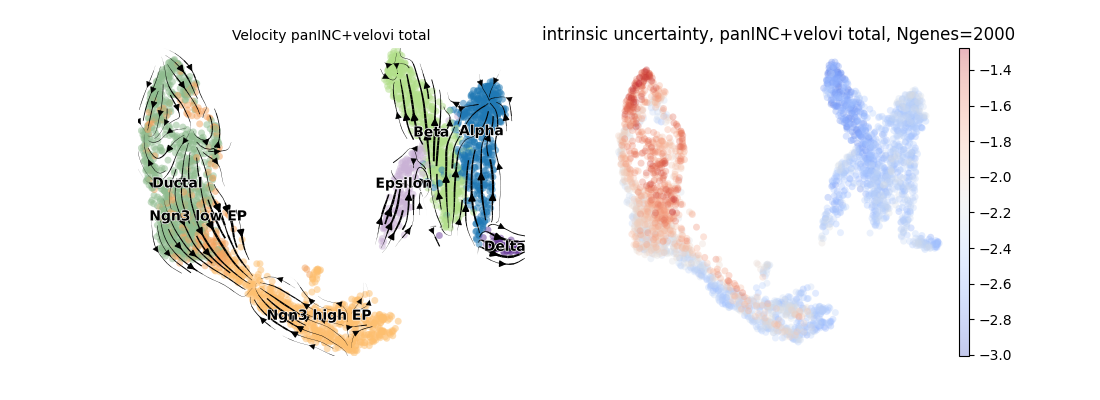 Velocity panINC+velovi total
Beta
Alpha
Ductal
Epsilon
Ngn3 low EP
Delta
Ngn3 high EP
intrinsic uncertainty, panINC+velovi total, Ngenes=2000
−1.4
−1.6
−1.8
−2.0
−2.2
−2.4
−2.6
−2.8
−3.0